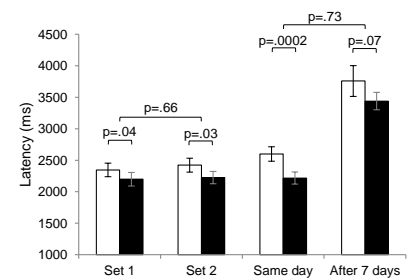 p=.73
4500
p=.0002
p=.07
4000
p=.66
3500
Latency (ms)
3000
p=.04
p=.03
2500
2000
1500
1000
Set 1
Set 2
Same day
After 7 days